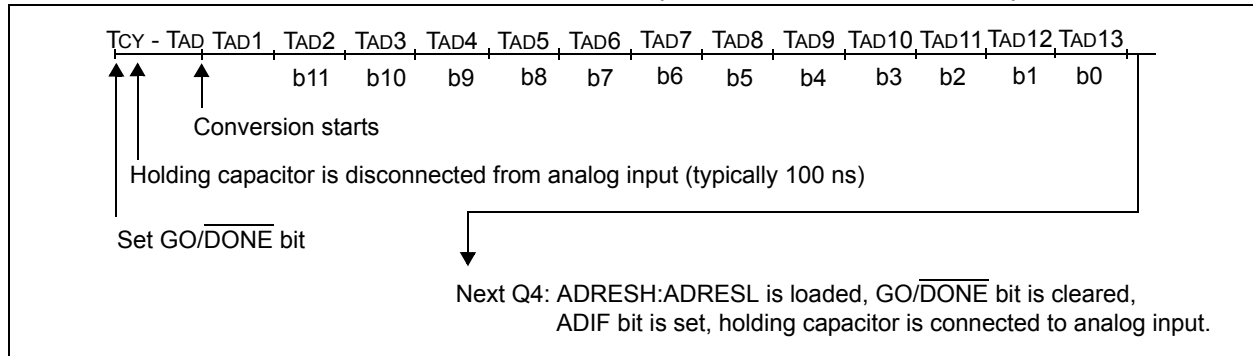 TCY - TAD TAD1 TAD2 TAD3 TAD4 TAD5 TAD6 TAD7 TAD8 TAD9 TAD10 TAD11 TAD12 TAD13
b11 b10 b9 b8 b7 b6 b5 b4 b3 b2 b1 b0
Conversion starts
Holding capacitor is disconnected from analog input (typically 100 ns)
Set GO/DONE bit
Next Q4: ADRESH:ADRESL is loaded, GO/DONE bit is cleared,
ADIF bit is set, holding capacitor is connected to analog input.